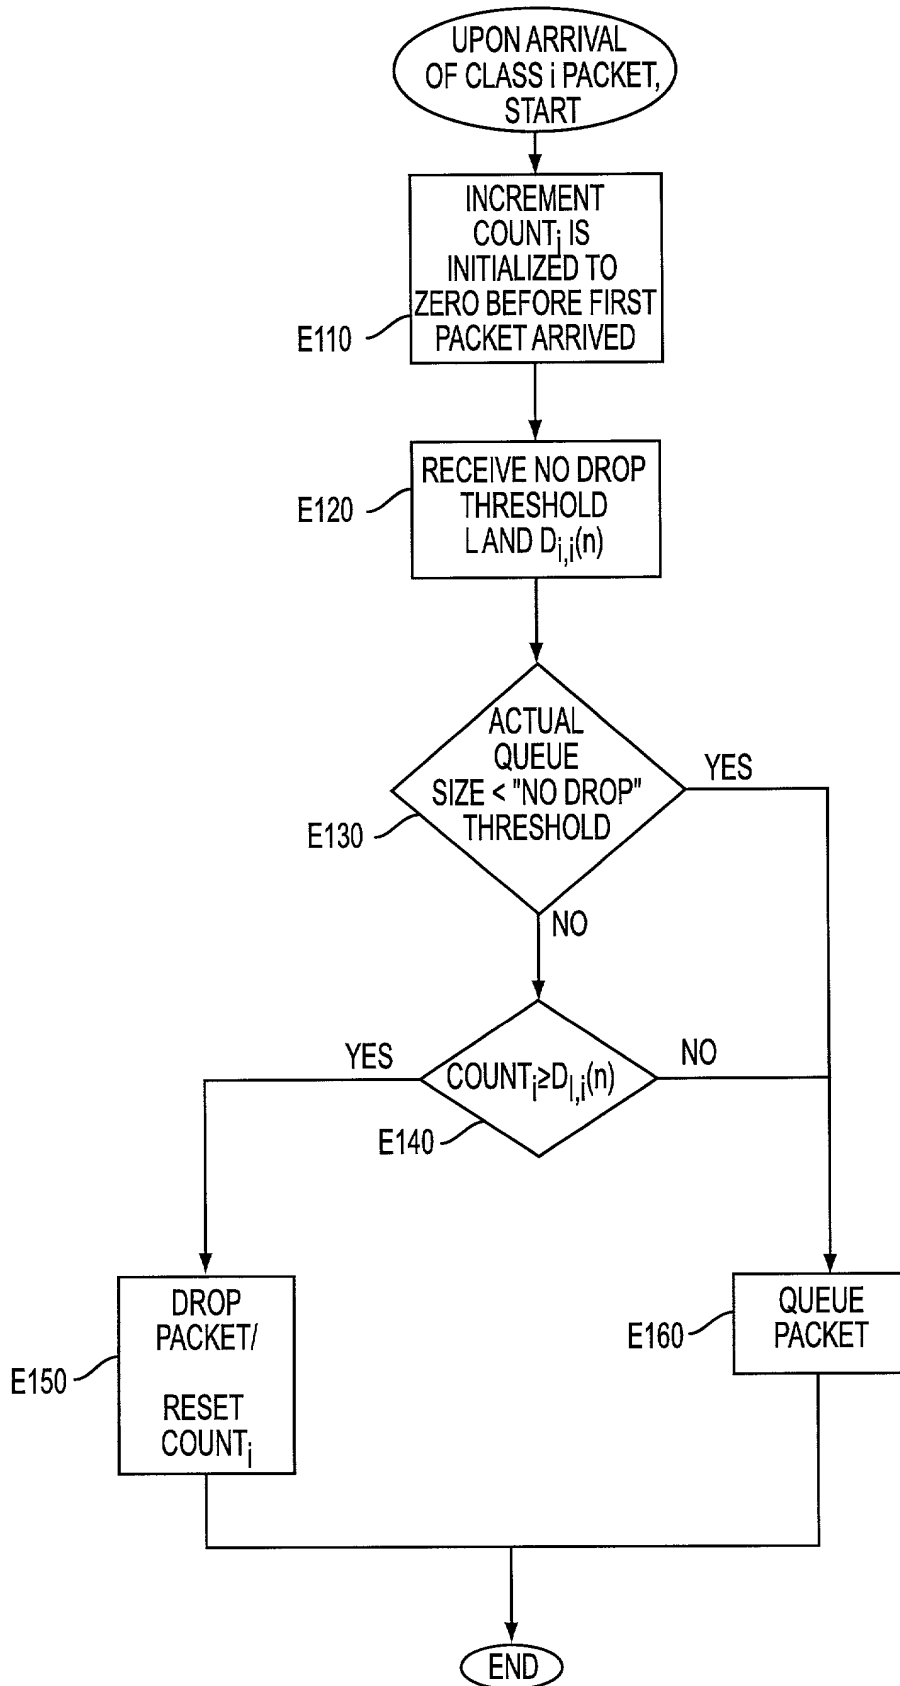 UPON ARRIVAL
OF CLASS i PACKET,
START
INCREMENT
COUNTi IS
INITIALIZED TO
ZERO BEFORE FIRST
PACKET ARRIVED
E110
RECEIVE NO DROP
THRESHOLD
L AND Di,i(n)
E120
ACTUAL
QUEUE
SIZE < "NO DROP"
THRESHOLD
E130
YES
NO
COUNTi≥DI,i(n)
YES
NO
E140
DROP
PACKET/
RESET
COUNTi
E150
QUEUE
PACKET
E160
END